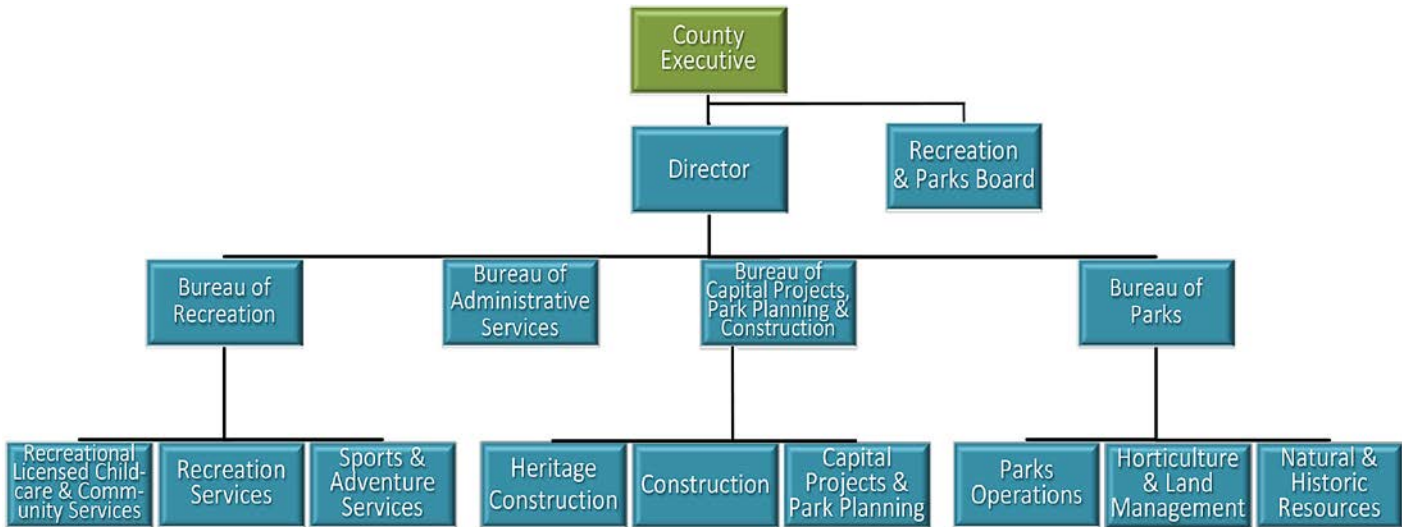 County
Executive
Director
Recreation
& Parks Board
Bureau of
Recreation
Bureau of
Administrative
Services
Bureau of
Capital Projects,
Park Planning &
Construction
Bureau of
Parks
Recreational
Licensed Child-
care & Comm-
unity Services
Recreation
Services
Sports &
Adventure
Services
Heritage
Construction
Construction
Capital
Projects &
Park Planning
Parks
Operations
Horticulture
& Land
Management
Natural &
Historic
Resources